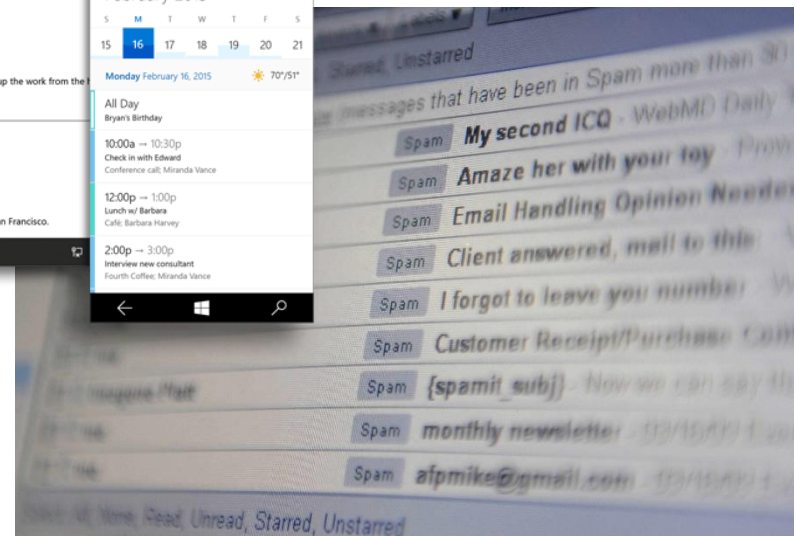 up the work from the
n Francisco.
S M T W T F S
15 16 17 18 19 20 21
Monday February 16, 2015 70°/51°
All Day
Bryan's Birthday
10:00a → 10:30p
Check in with Edward
Conference call; Miranda Vance
12:00p → 1:00p
Lunch w/ Barbara
Café; Barbara Harvey
2:00p → 3:00p
Interview new consultant
Fourth Coffee; Miranda Vance
Labels
Starred, Unstarred
messages that have been in Spam more than 30
Spam My second ICQ - WebMD Daily
Spam Amaze her with your toy
Spam Email Handling Opinion Needed
Spam Client answered, mail to this
Spam I forgot to leave you number
Spam Customer Receipt/Purchase
Spam {spamit_subj} - Now we can say
Spam monthly newsletter
Spam afpmike@gmail.com
None, Read, Unread, Starred, Unstarred